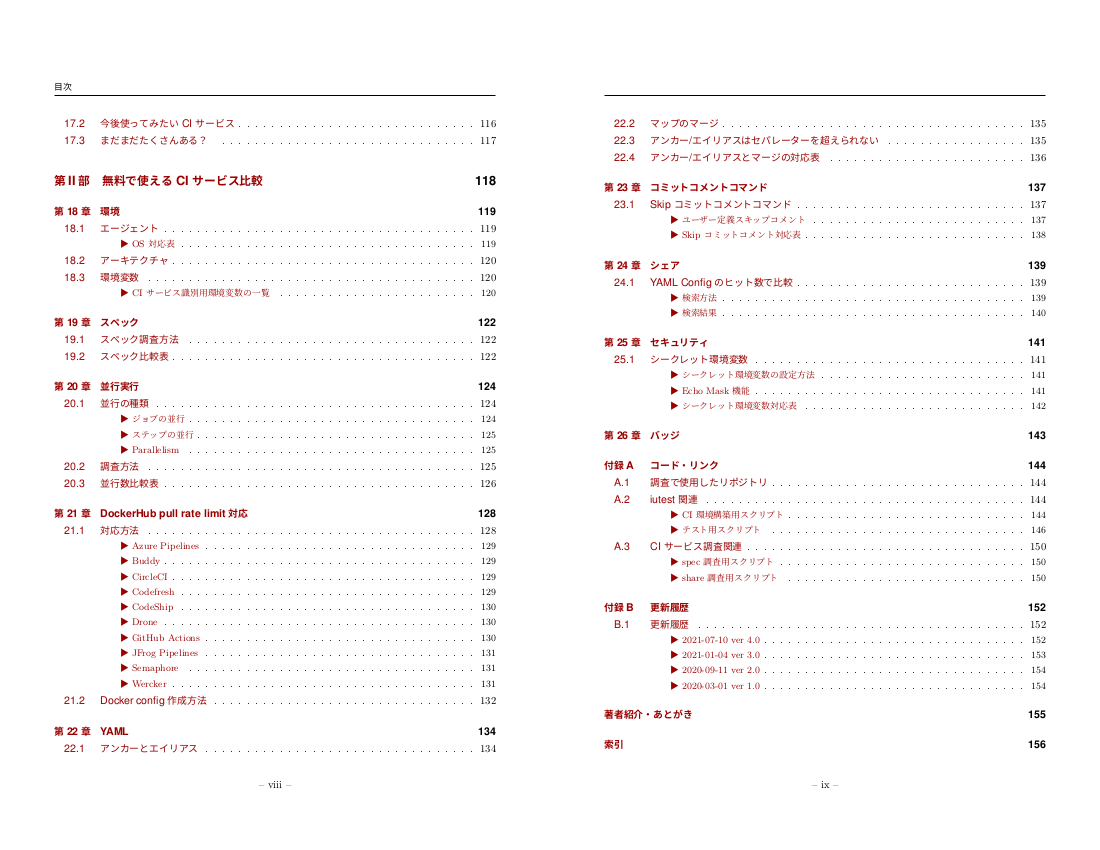 目次
17.2 今後使ってみたい CI サービス . . . . . . . . . . 116
17.3 まだまだたくさんある？ . . . . . . . . . . 117
第 II 部 無料で使える CI サービス比較 118
第 18 章 環境 119
18.1 エージェント . . . . . . . . . . 119
▶ OS 対応表 . . . . . . . . . . 119
18.2 アーキテクチャ . . . . . . . . . . 120
18.3 環境変数 . . . . . . . . . . 120
▶ CI サービス識別用環境変数の一覧 . . . . . . . . . . 120
第 19 章 スペック 122
19.1 スペック調査方法 . . . . . . . . . . 122
19.2 スペック比較表 . . . . . . . . . . 122
第 20 章 並行実行 124
20.1 並行の種類 . . . . . . . . . . 124
▶ ジョブの並行 . . . . . . . . . . 124
▶ ステップの並行 . . . . . . . . . . 125
▶ Parallelism . . . . . . . . . . 125
20.2 調査方法 . . . . . . . . . . 125
20.3 並行数比較表 . . . . . . . . . . 126
第 21 章 DockerHub pull rate limit 対応 128
21.1 対応方法 . . . . . . . . . . 128
▶ Azure Pipelines . . . . . . . . . . 129
▶ Buddy . . . . . . . . . . 129
▶ CircleCI . . . . . . . . . . 129
▶ Codefresh . . . . . . . . . . 129
▶ CodeShip . . . . . . . . . . 130
▶ Drone . . . . . . . . . . 130
▶ GitHub Actions . . . . . . . . . . 130
▶ JFrog Pipelines . . . . . . . . . . 131
▶ Semaphore . . . . . . . . . . 131
▶ Wercker . . . . . . . . . . 131
21.2 Docker config 作成方法 . . . . . . . . . . 132
第 22 章 YAML 134
22.1 アンカーとエイリアス . . . . . . . . . . 134
– viii –
22.2 マップのマージ . . . . . . . . . . 135
22.3 アンカー/エイリアスはセパレーターを超えられない . . . . . . . . . . 135
22.4 アンカー/エイリアスとマージの対応表 . . . . . . . . . . 136
第 23 章 コミットコメントコマンド 137
23.1 Skip コミットコメントコマンド . . . . . . . . . . 137
▶ ユーザー定義スキップコメント . . . . . . . . . . 137
▶ Skip コミットコメント対応表 . . . . . . . . . . 138
第 24 章 シェア 139
24.1 YAML Config のヒット数で比較 . . . . . . . . . . 139
▶ 検索方法 . . . . . . . . . . 139
▶ 検索結果 . . . . . . . . . . 140
第 25 章 セキュリティ 141
25.1 シークレット環境変数 . . . . . . . . . . 141
▶ シークレット環境変数の設定方法 . . . . . . . . . . 141
▶ Echo Mask 機能 . . . . . . . . . . 141
▶ シークレット環境変数対応表 . . . . . . . . . . 142
第 26 章 バッジ 143
付録 A コード・リンク 144
A.1 調査で使用したリポジトリ . . . . . . . . . . 144
A.2 iutest 関連 . . . . . . . . . . 144
▶ CI 環境構築用スクリプト . . . . . . . . . . 144
▶ テスト用スクリプト . . . . . . . . . . 146
A.3 CI サービス調査関連 . . . . . . . . . . 150
▶ spec 調査用スクリプト . . . . . . . . . . 150
▶ share 調査用スクリプト . . . . . . . . . . 150
付録 B 更新履歴 152
B.1 更新履歴 . . . . . . . . . . 152
▶ 2021-07-10 ver 4.0 . . . . . . . . . . 152
▶ 2021-01-04 ver 3.0 . . . . . . . . . . 153
▶ 2020-09-11 ver 2.0 . . . . . . . . . . 154
▶ 2020-03-01 ver 1.0 . . . . . . . . . . 154
著者紹介・あとがき 155
索引 156
– ix –